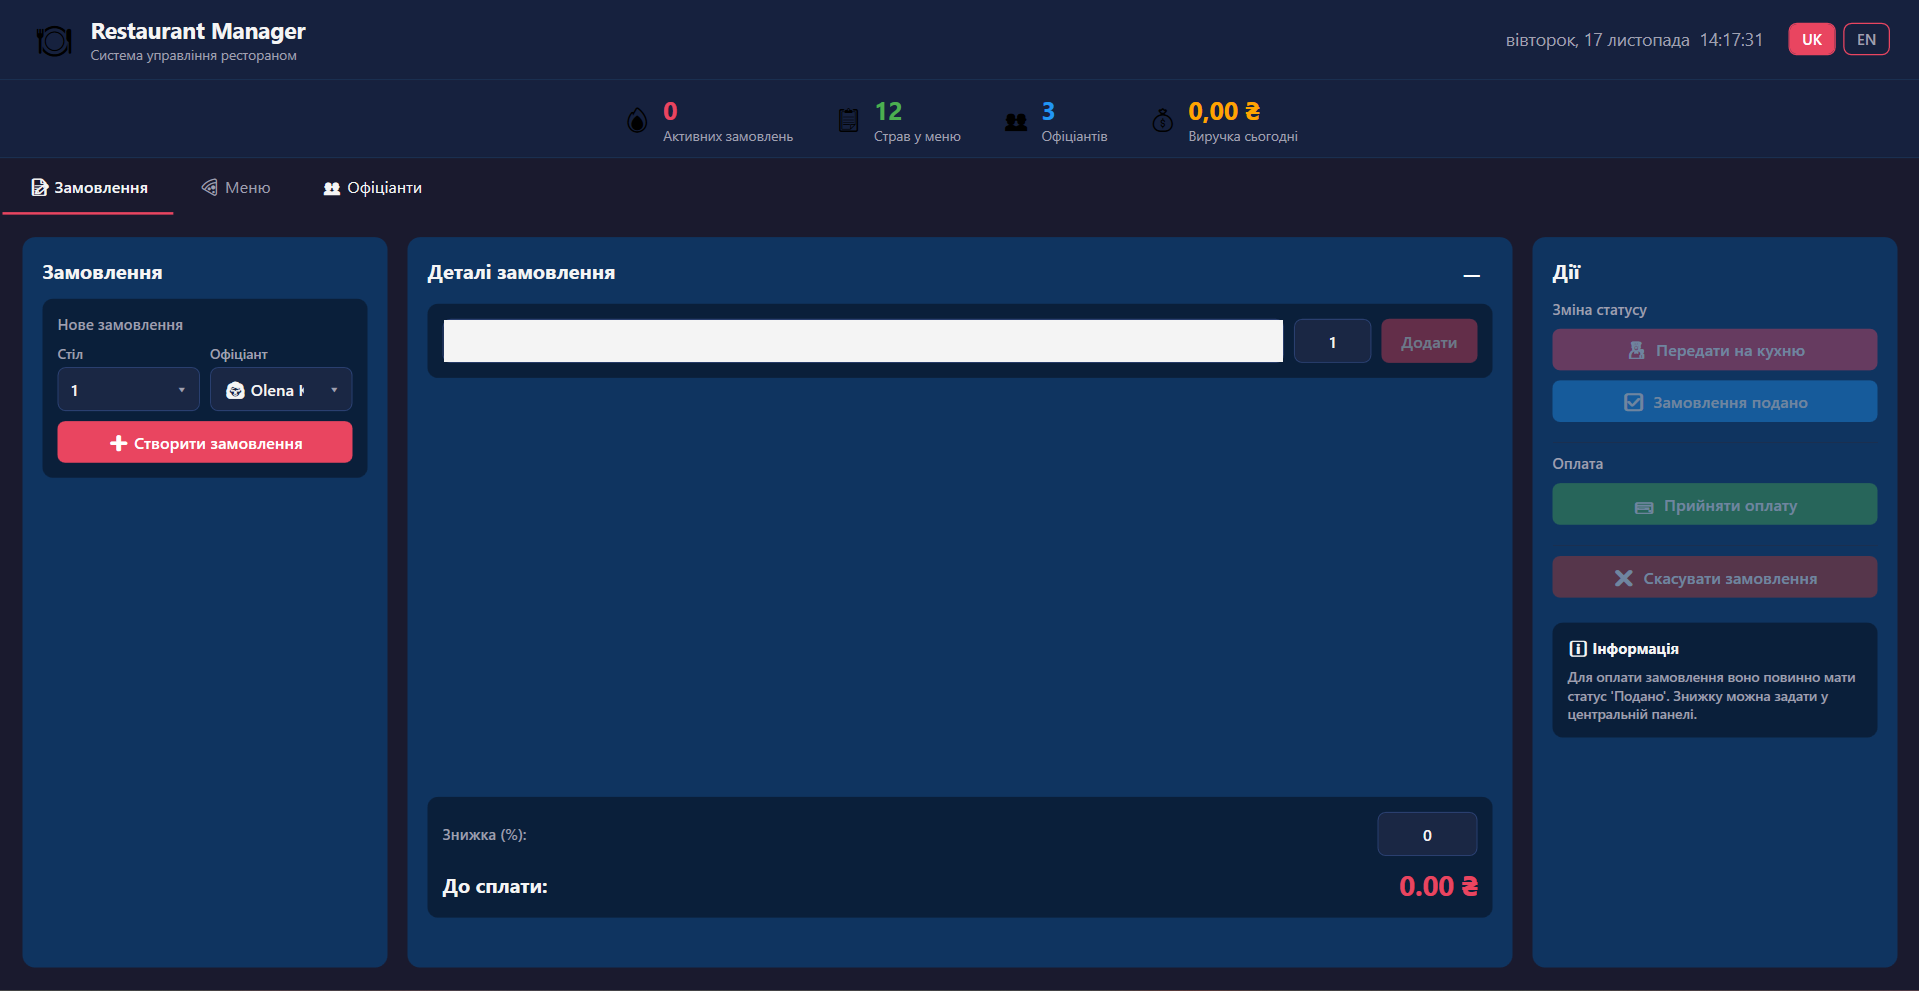 Restaurant Manager
Система управління рестораном
вівторок, 17 листопада 14:17:31
UK
EN
0
Активних замовлень
12
Страв у меню
3
Офіціантів
0,00 ₴
Виручка сьогодні
Замовлення
Меню
Офіціанти
Замовлення
Нове замовлення
Стіл
Офіціант
1
Olena
Створити замовлення
Деталі замовлення
—
1
Додати
Знижка (%):
0
До сплати:
0.00 ₴
Дії
Зміна статусу
Передати на кухню
Замовлення подано
Оплата
Прийняти оплату
Скасувати замовлення
Інформація
Для оплати замовлення воно повинно мати
статус 'Подано'. Знижку можна задати у
центральній панелі.